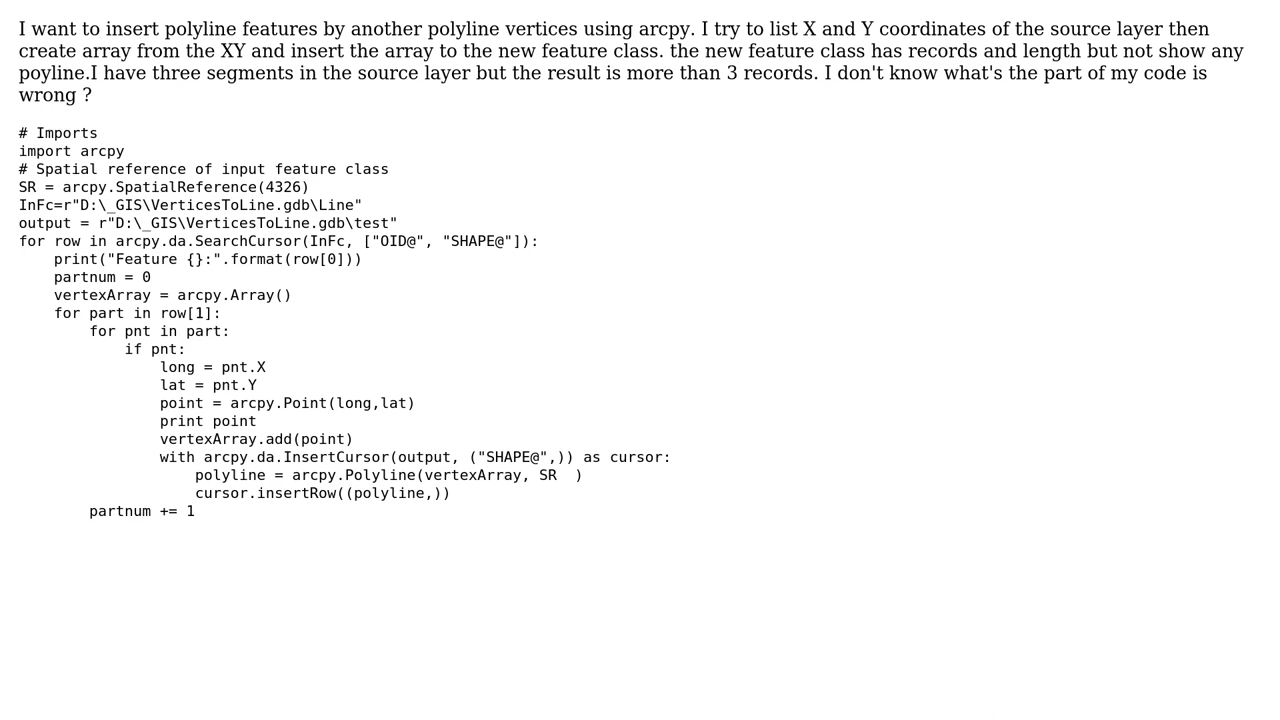 I want to insert polyline features by another polyline vertices using arcpy. I try to list X and Y coordinates of the source layer then
create array from the XY and insert the array to the new feature class. the new feature class has records and length but not show any
poyline.I have three segments in the source layer but the result is more than 3 records. I don't know what's the part of my code is
wrong ?
# Imports
import arcpy
# Spatial reference of input feature class
SR = arcpy.SpatialReference(4326)
InFc=r"D:\_GIS\VerticesToLine.gdb\Line"
output = r"D:\_GIS\VerticesToLine.gdb\test"
for row in arcpy.da.SearchCursor(InFc, ["OID@", "SHAPE@"]):
    print("Feature {}:".format(row[0]))
    partnum = 0
    vertexArray = arcpy.Array()
    for part in row[1]:
        for pnt in part:
            if pnt:
                long = pnt.X
                lat = pnt.Y
                point = arcpy.Point(long,lat)
                print point
                vertexArray.add(point)
                with arcpy.da.InsertCursor(output, ("SHAPE@",)) as cursor:
                    polyline = arcpy.Polyline(vertexArray, SR  )
                    cursor.insertRow((polyline,))
        partnum += 1